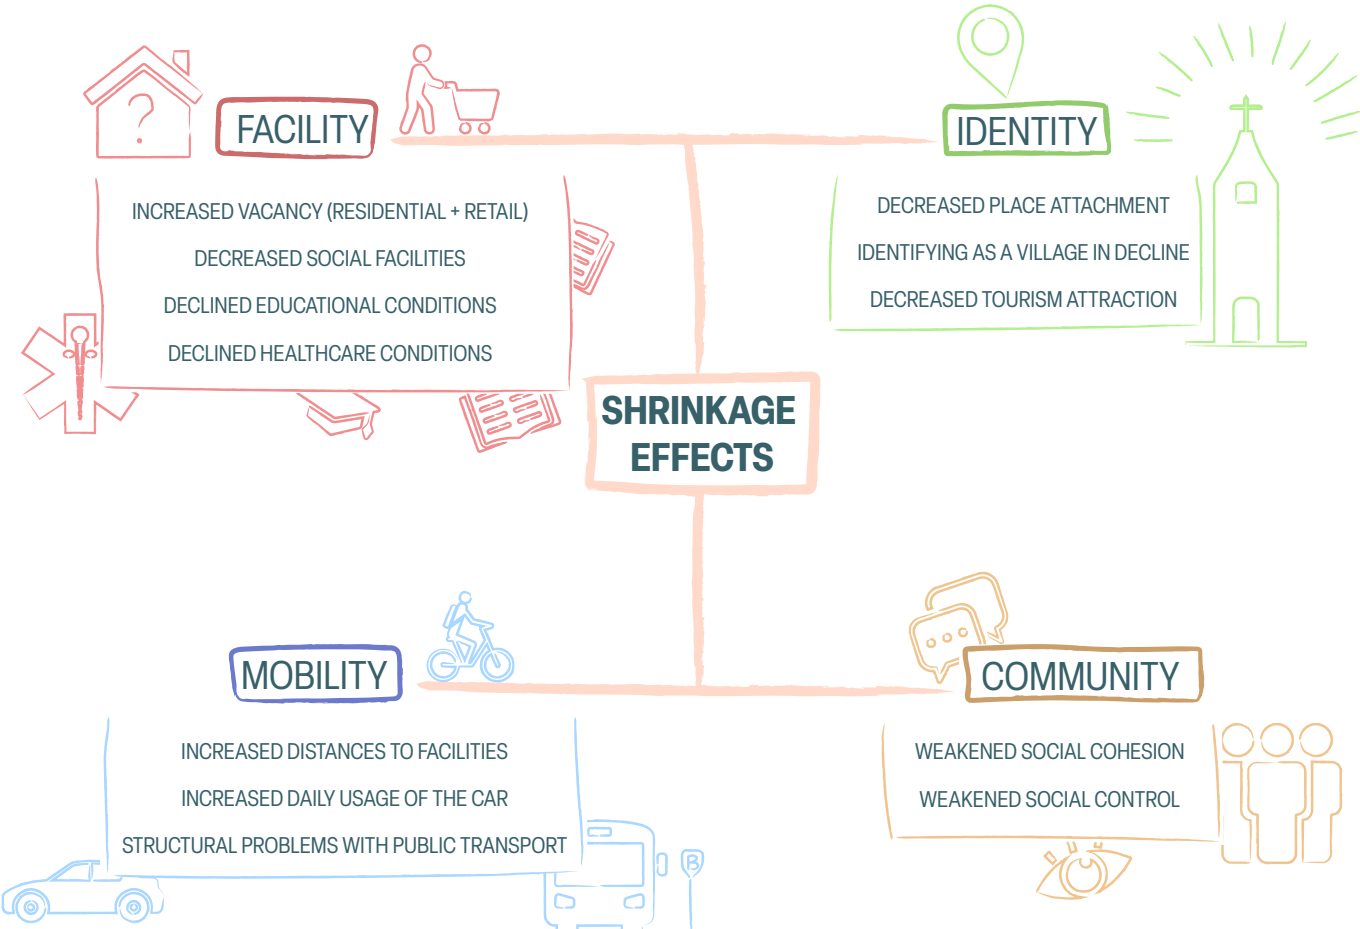 FACILITY
INCREASED VACANCY (RESIDENTIAL + RETAIL)
DECREASED SOCIAL FACILITIES
DECLINED EDUCATIONAL CONDITIONS
DECLINED HEALTHCARE CONDITIONS
IDENTITY
DECREASED PLACE ATTACHMENT
IDENTIFYING AS A VILLAGE IN DECLINE
DECREASED TOURISM ATTRACTION
SHRINKAGE
EFFECTS
MOBILITY
INCREASED DISTANCES TO FACILITIES
INCREASED DAILY USAGE OF THE CAR
STRUCTURAL PROBLEMS WITH PUBLIC TRANSPORT
B
COMMUNITY
WEAKENED SOCIAL COHESION
WEAKENED SOCIAL CONTROL
?